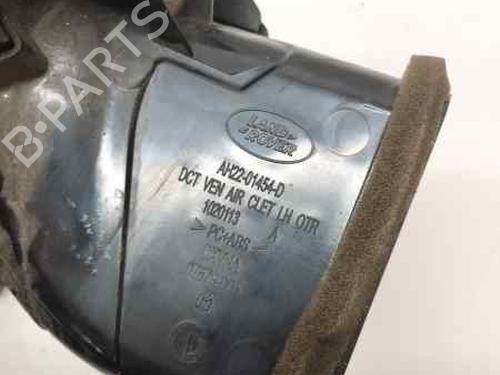 B-PARTS
LAND ROVER
AH22-01454-D
DCT VEN AIR CLET LH OTR
1020113 A
>PC+ABS<